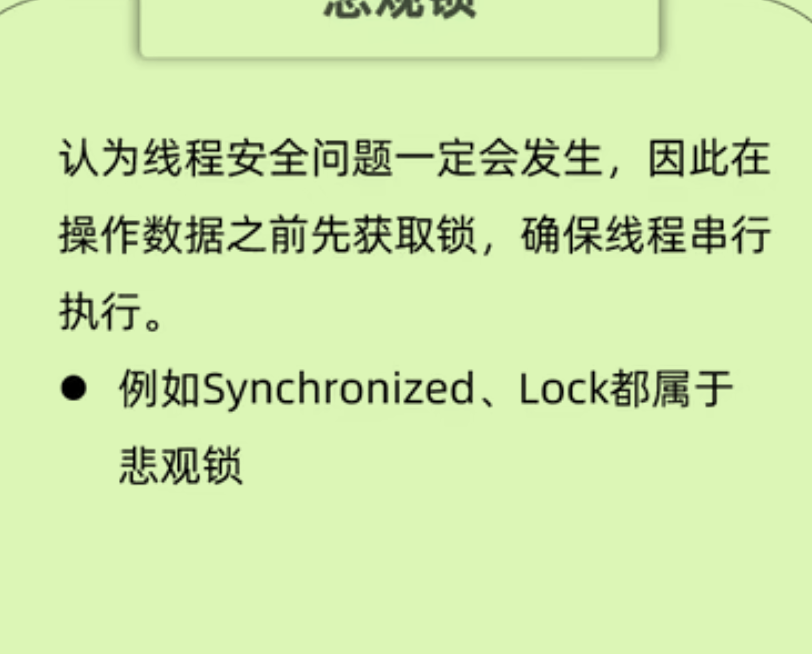 悲观锁
认为线程安全问题一定会发生，因此在
操作数据之前先获取锁，确保线程串行
执行。
● 例如Synchronized、Lock都属于
悲观锁